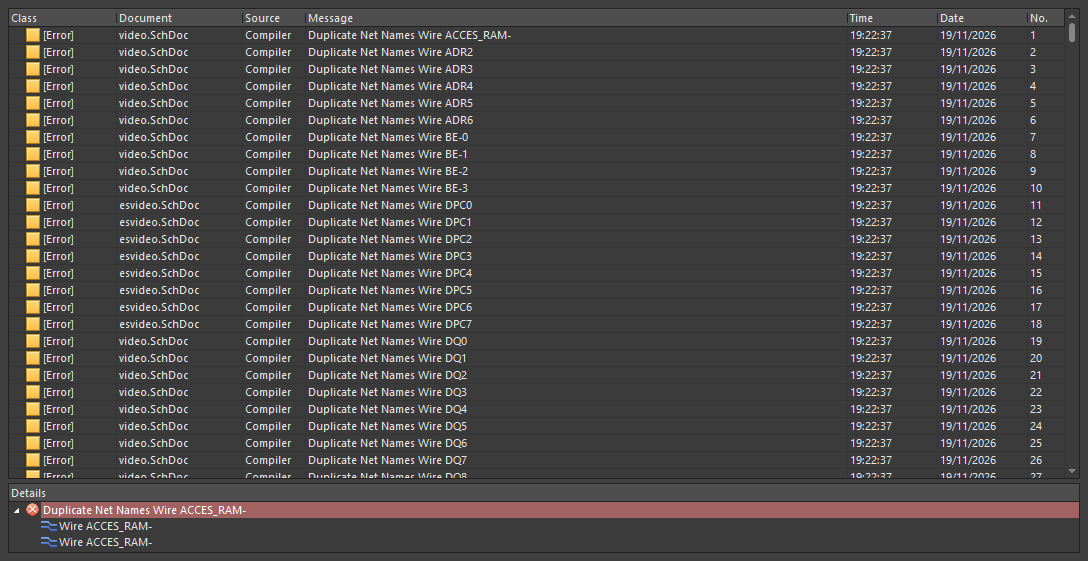 Class Document Source Message Time Date No.
[Error] video.SchDoc Compiler Duplicate Net Names Wire ACCES_RAM- 19:22:37 19/11/2026 1
[Error] video.SchDoc Compiler Duplicate Net Names Wire ADR2 19:22:37 19/11/2026 2
[Error] video.SchDoc Compiler Duplicate Net Names Wire ADR3 19:22:37 19/11/2026 3
[Error] video.SchDoc Compiler Duplicate Net Names Wire ADR4 19:22:37 19/11/2026 4
[Error] video.SchDoc Compiler Duplicate Net Names Wire ADR5 19:22:37 19/11/2026 5
[Error] video.SchDoc Compiler Duplicate Net Names Wire ADR6 19:22:37 19/11/2026 6
[Error] video.SchDoc Compiler Duplicate Net Names Wire BE-0 19:22:37 19/11/2026 7
[Error] video.SchDoc Compiler Duplicate Net Names Wire BE-1 19:22:37 19/11/2026 8
[Error] video.SchDoc Compiler Duplicate Net Names Wire BE-2 19:22:37 19/11/2026 9
[Error] video.SchDoc Compiler Duplicate Net Names Wire BE-3 19:22:37 19/11/2026 10
[Error] esvideo.SchDoc Compiler Duplicate Net Names Wire DPC0 19:22:37 19/11/2026 11
[Error] esvideo.SchDoc Compiler Duplicate Net Names Wire DPC1 19:22:37 19/11/2026 12
[Error] esvideo.SchDoc Compiler Duplicate Net Names Wire DPC2 19:22:37 19/11/2026 13
[Error] esvideo.SchDoc Compiler Duplicate Net Names Wire DPC3 19:22:37 19/11/2026 14
[Error] esvideo.SchDoc Compiler Duplicate Net Names Wire DPC4 19:22:37 19/11/2026 15
[Error] esvideo.SchDoc Compiler Duplicate Net Names Wire DPC5 19:22:37 19/11/2026 16
[Error] esvideo.SchDoc Compiler Duplicate Net Names Wire DPC6 19:22:37 19/11/2026 17
[Error] esvideo.SchDoc Compiler Duplicate Net Names Wire DPC7 19:22:37 19/11/2026 18
[Error] video.SchDoc Compiler Duplicate Net Names Wire DQ0 19:22:37 19/11/2026 19
[Error] video.SchDoc Compiler Duplicate Net Names Wire DQ1 19:22:37 19/11/2026 20
[Error] video.SchDoc Compiler Duplicate Net Names Wire DQ2 19:22:37 19/11/2026 21
[Error] video.SchDoc Compiler Duplicate Net Names Wire DQ3 19:22:37 19/11/2026 22
[Error] video.SchDoc Compiler Duplicate Net Names Wire DQ4 19:22:37 19/11/2026 23
[Error] video.SchDoc Compiler Duplicate Net Names Wire DQ5 19:22:37 19/11/2026 24
[Error] video.SchDoc Compiler Duplicate Net Names Wire DQ6 19:22:37 19/11/2026 25
[Error] video.SchDoc Compiler Duplicate Net Names Wire DQ7 19:22:37 19/11/2026 26
[Error] video.SchDoc Compiler Duplicate Net Names Wire DQ8 19:22:37 19/11/2026 27
Details
Duplicate Net Names Wire ACCES_RAM-
Wire ACCES_RAM-
Wire ACCES_RAM-